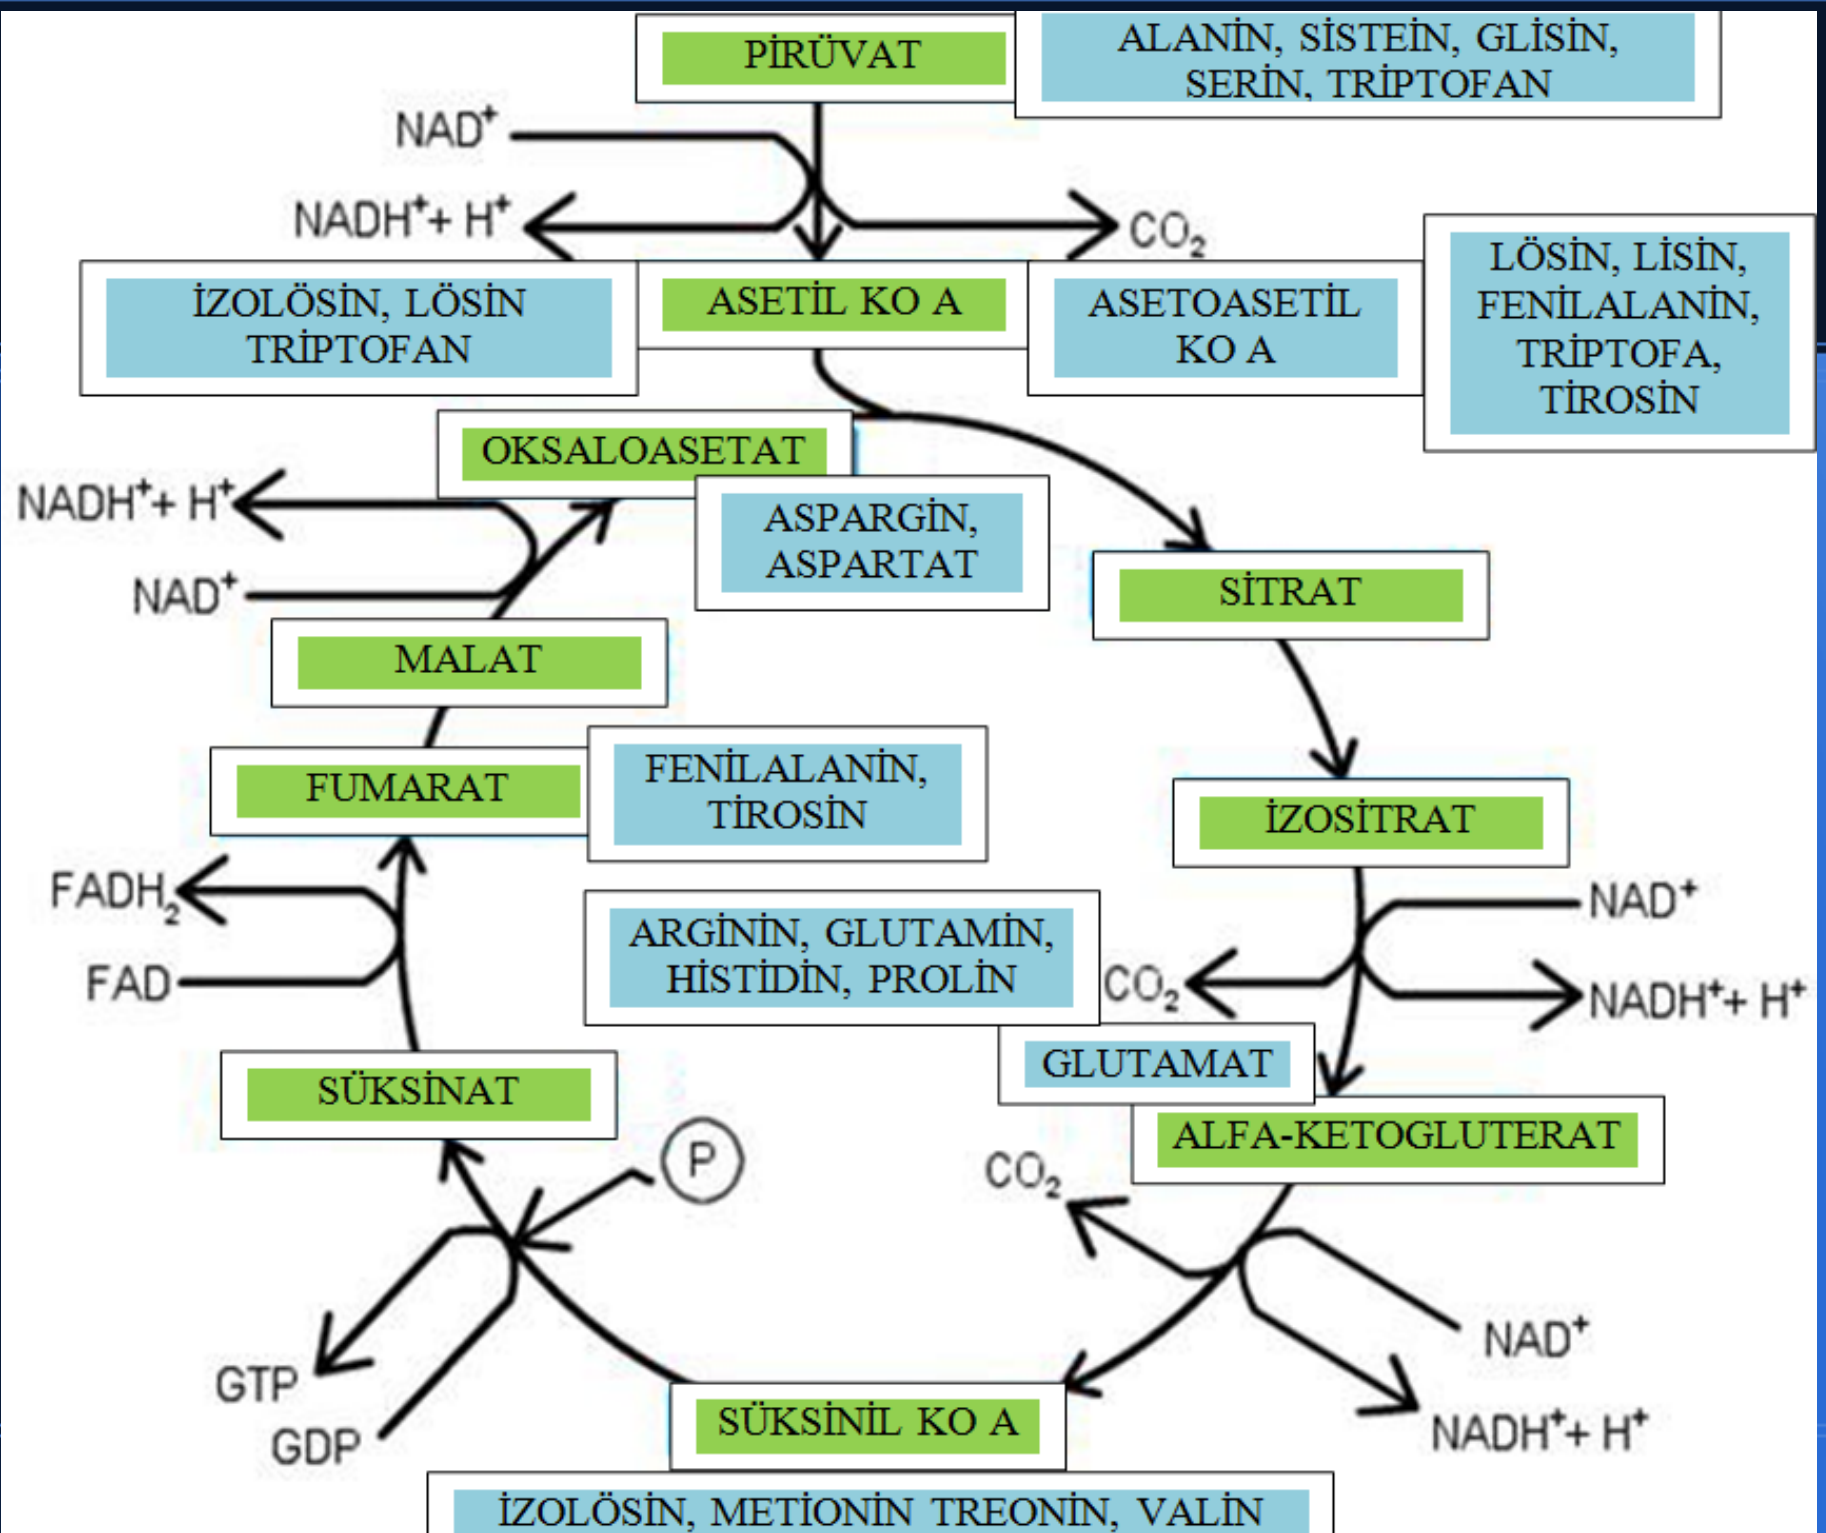 PİRÜVAT
ALANİN, SİSTEİN, GLİSİN,
SERİN, TRİPTOFAN
NAD⁺
NADH⁺+ H⁺
CO₂
İZOLÖSİN, LÖSİN
TRİPTOFAN
ASETİL KO A
ASETOASETİL
KO A
LÖSİN, LİSİN,
FENİLALANİN,
TRİPTOFA,
TİROSİN
OKSALOASETAT
ASPARGİN,
ASPARTAT
NADH⁺+ H⁺
NAD⁺
SİTRAT
MALAT
FUMARAT
FENİLALANİN,
TİROSİN
İZOSİTRAT
FADH₂
FAD
ARGİNİN, GLUTAMİN,
HİSTİDİN, PROLİN
NAD⁺
CO₂
NADH⁺+ H⁺
GLUTAMAT
ALFA-KETOGLUTERAT
SÜKSİNAT
P
CO₂
NAD⁺
NADH⁺+ H⁺
GTP
GDP
SÜKSİNİL KO A
İZOLÖSİN, METİONİN TREONİN, VALİN